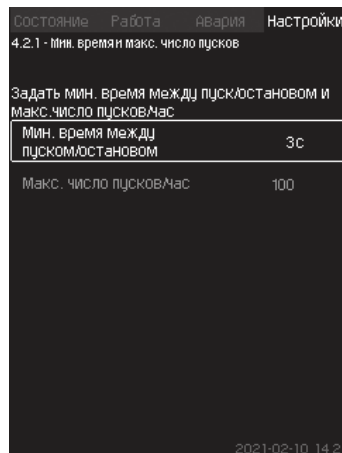 Состояние Работа Авария Настройки
4.2.1 - Мин. время и макс. число пусков
Задать мин. время между пуск/остановом и
макс.число пусков/час
Мин. время между
пуском/остановом
3с
Макс. число пусков/час 100
2021-02-10 14:2